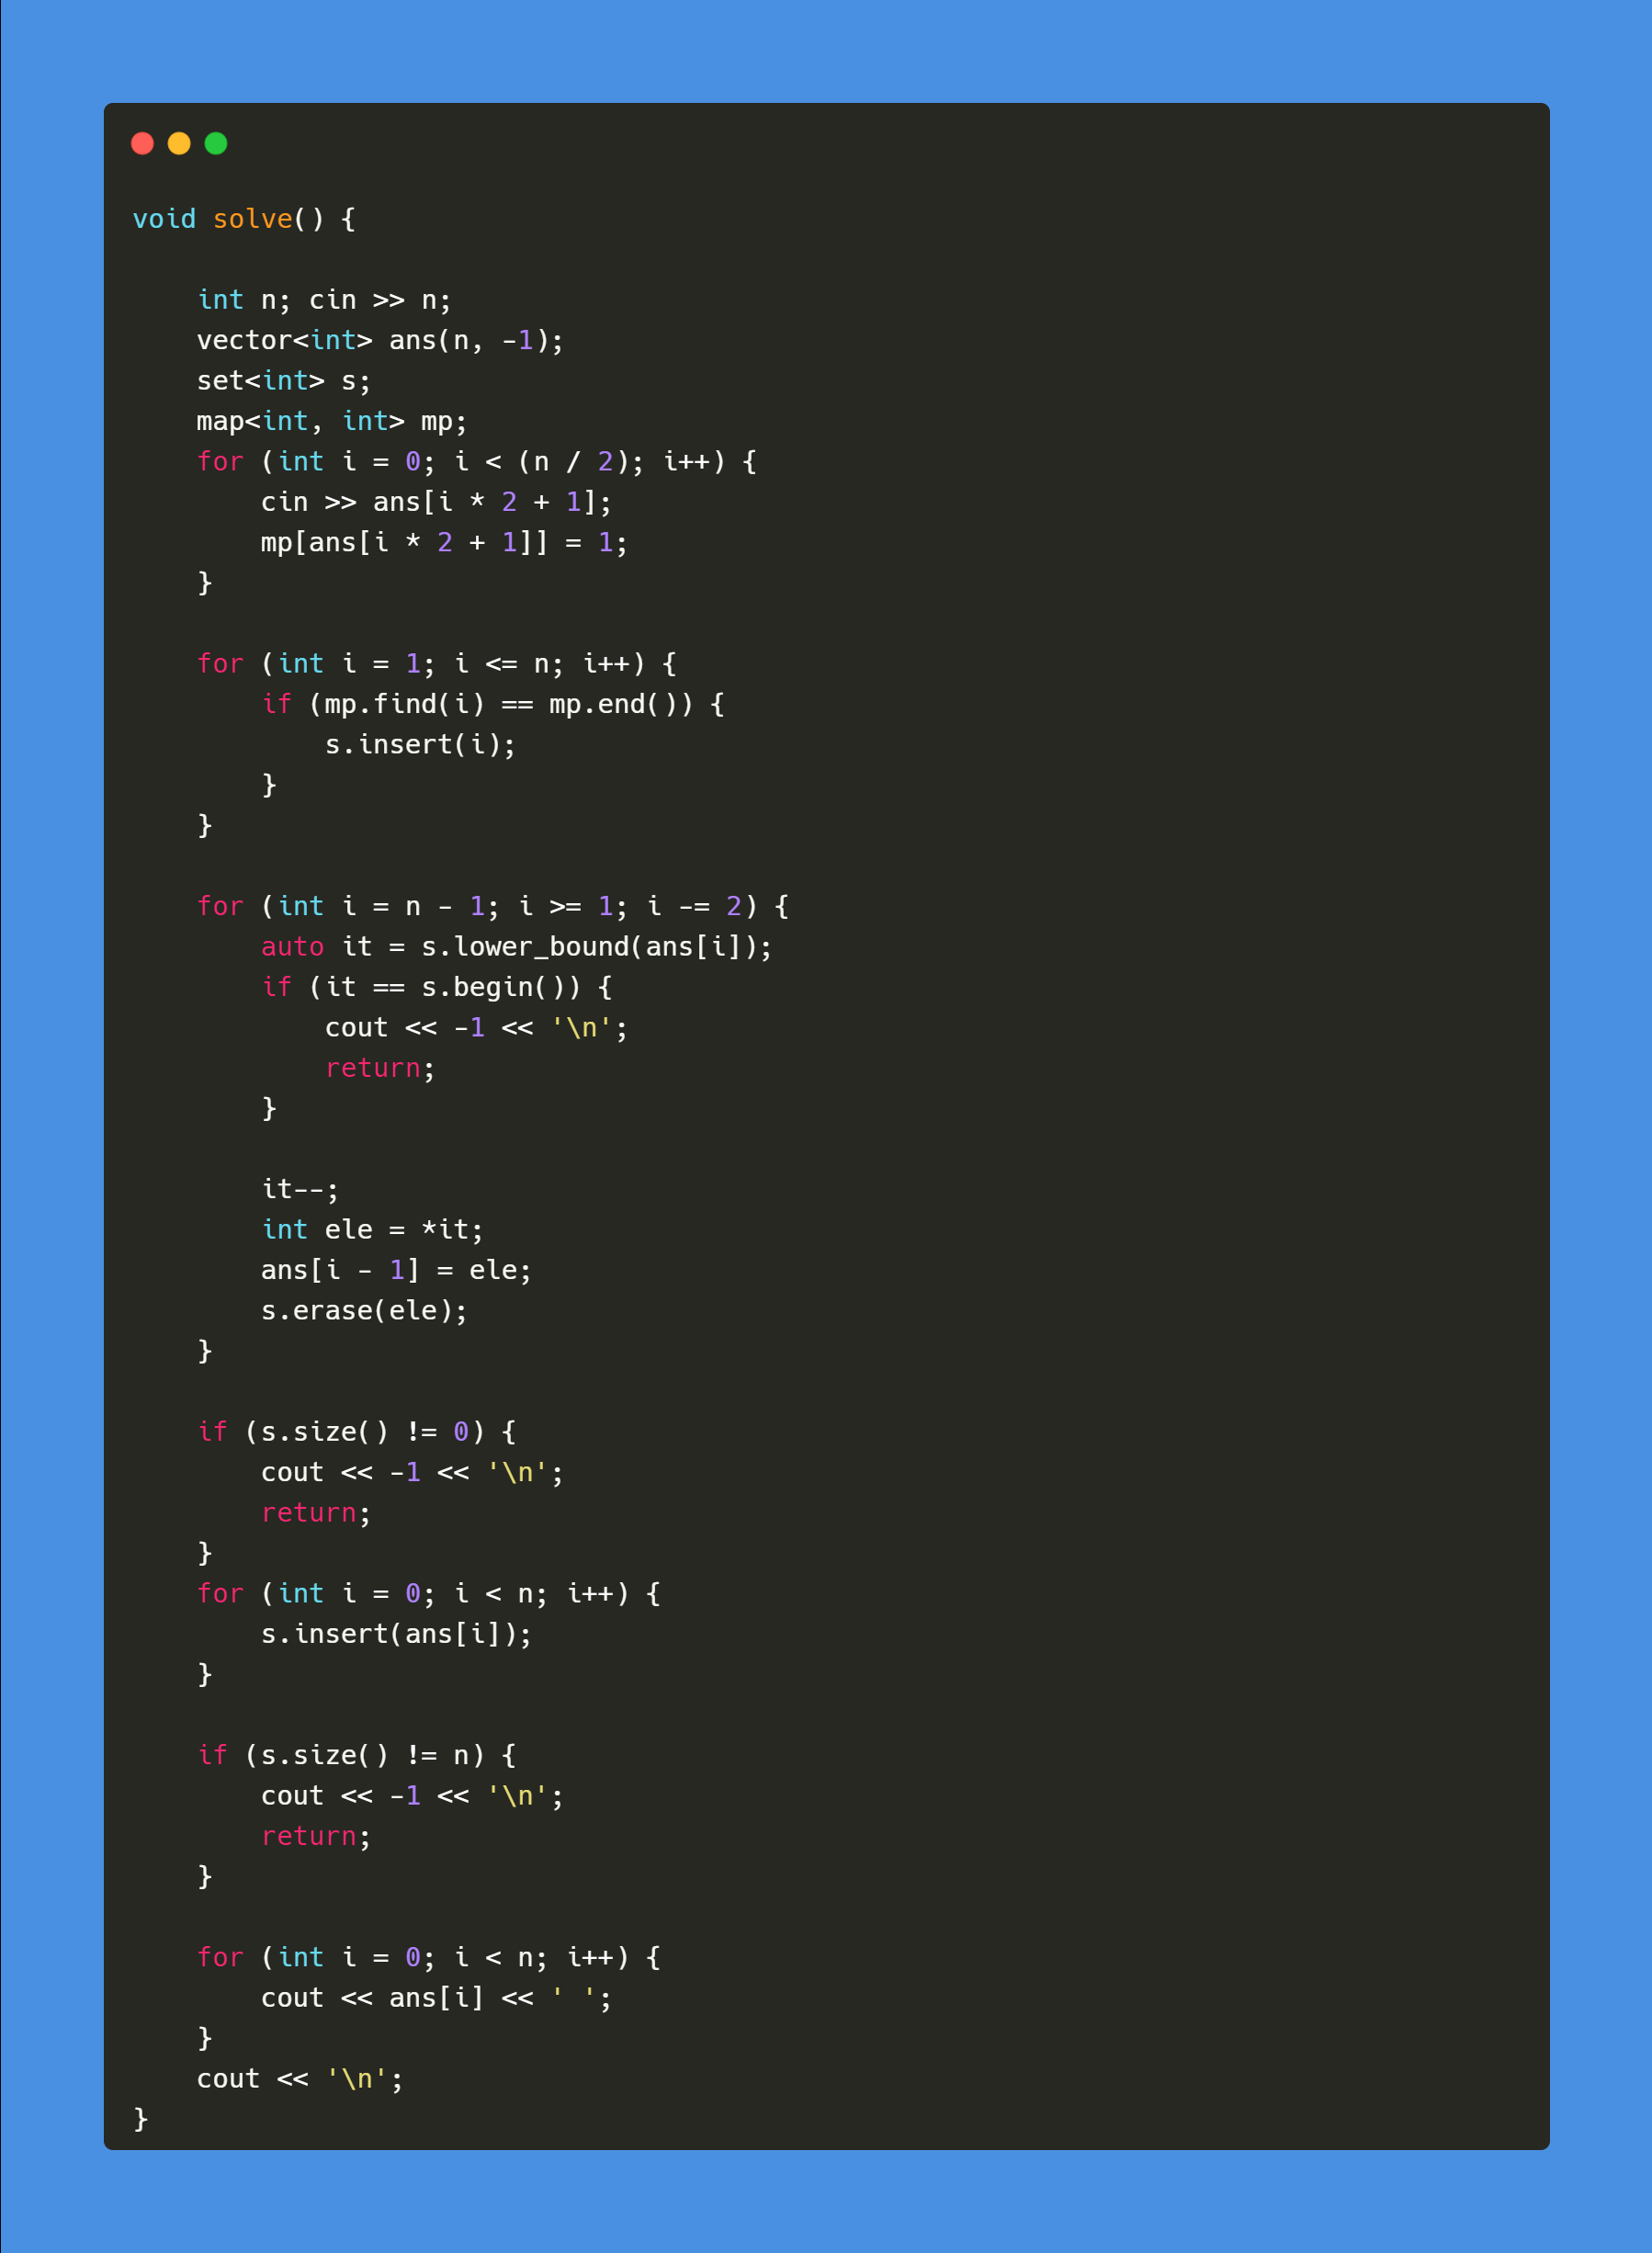 void solve() {

    int n; cin >> n;
    vector<int> ans(n, -1);
    set<int> s;
    map<int, int> mp;
    for (int i = 0; i < (n / 2); i++) {
        cin >> ans[i * 2 + 1];
        mp[ans[i * 2 + 1]] = 1;
    }

    for (int i = 1; i <= n; i++) {
        if (mp.find(i) == mp.end()) {
            s.insert(i);
        }
    }

    for (int i = n - 1; i >= 1; i -= 2) {
        auto it = s.lower_bound(ans[i]);
        if (it == s.begin()) {
            cout << -1 << '\n';
            return;
        }

        it--;
        int ele = *it;
        ans[i - 1] = ele;
        s.erase(ele);
    }

    if (s.size() != 0) {
        cout << -1 << '\n';
        return;
    }
    for (int i = 0; i < n; i++) {
        s.insert(ans[i]);
    }

    if (s.size() != n) {
        cout << -1 << '\n';
        return;
    }

    for (int i = 0; i < n; i++) {
        cout << ans[i] << ' ';
    }
    cout << '\n';
}